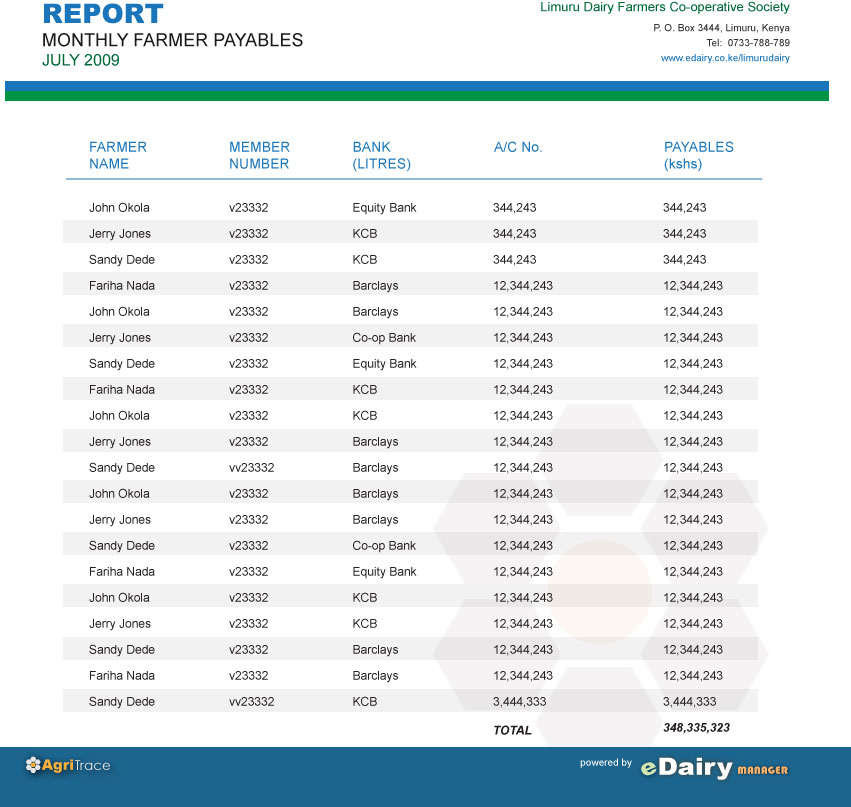 REPORT
MONTHLY FARMER PAYABLES
JULY 2009
Limuru Dairy Farmers Co-operative Society
P. O. Box 3444, Limuru, Kenya
Tel: 0733-788-789
www.edairy.co.ke/limurudairy
FARMER NAME MEMBER NUMBER BANK (LITRES) A/C No. PAYABLES (kshs)
John Okola v23332 Equity Bank 344,243 344,243
Jerry Jones v23332 KCB 344,243 344,243
Sandy Dede v23332 KCB 344,243 344,243
Fariha Nada v23332 Barclays 12,344,243 12,344,243
John Okola v23332 Barclays 12,344,243 12,344,243
Jerry Jones v23332 Co-op Bank 12,344,243 12,344,243
Sandy Dede v23332 Equity Bank 12,344,243 12,344,243
Fariha Nada v23332 KCB 12,344,243 12,344,243
John Okola v23332 KCB 12,344,243 12,344,243
Jerry Jones v23332 Barclays 12,344,243 12,344,243
Sandy Dede vv23332 Barclays 12,344,243 12,344,243
John Okola v23332 Barclays 12,344,243 12,344,243
Jerry Jones v23332 Barclays 12,344,243 12,344,243
Sandy Dede v23332 Co-op Bank 12,344,243 12,344,243
Fariha Nada v23332 Equity Bank 12,344,243 12,344,243
John Okola v23332 KCB 12,344,243 12,344,243
Jerry Jones v23332 KCB 12,344,243 12,344,243
Sandy Dede v23332 Barclays 12,344,243 12,344,243
Fariha Nada v23332 Barclays 12,344,243 12,344,243
Sandy Dede vv23332 KCB 3,444,333 3,444,333
TOTAL 348,335,323
AgriTrace powered by eDairy MANAGER